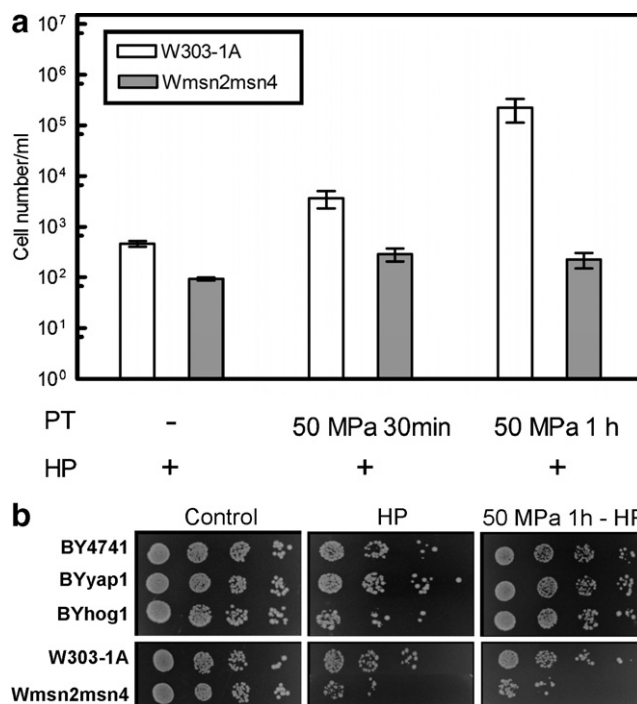 a
10⁷
10⁶
10⁵
10⁴
10³
10²
10¹
10⁰
Cell number/ml
W303-1A
Wmsn2msn4
PT - 50 MPa 30min 50 MPa 1 h
HP + + +
b
Control HP 50 MPa 1h - HP
BY4741
BYyap1
BYhog1
W303-1A
Wmsn2msn4